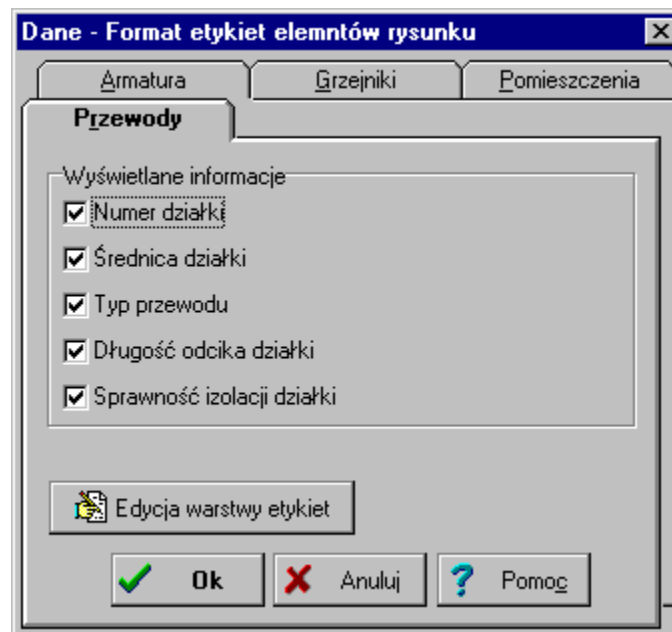 Dane - Format etykiet elemntów rysunku
Armatura Grzejniki Pomieszczenia
Przewody
Wyświetlane informacje
Numer działki
Średnica działki
Typ przewodu
Długość odcika działki
Sprawność izolacji działki
Edycja warstwy etykiet
Ok Anuluj Pomoc